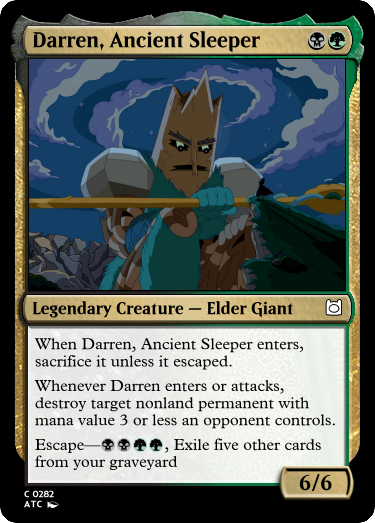 Darren, Ancient Sleeper
Legendary Creature — Elder Giant
When Darren, Ancient Sleeper enters,
sacrifice it unless it escaped.
Whenever Darren enters or attacks,
destroy target nonland permanent with
mana value 3 or less an opponent controls.
Escape—, Exile five other cards
from your graveyard
6/6
C 0282
ATC